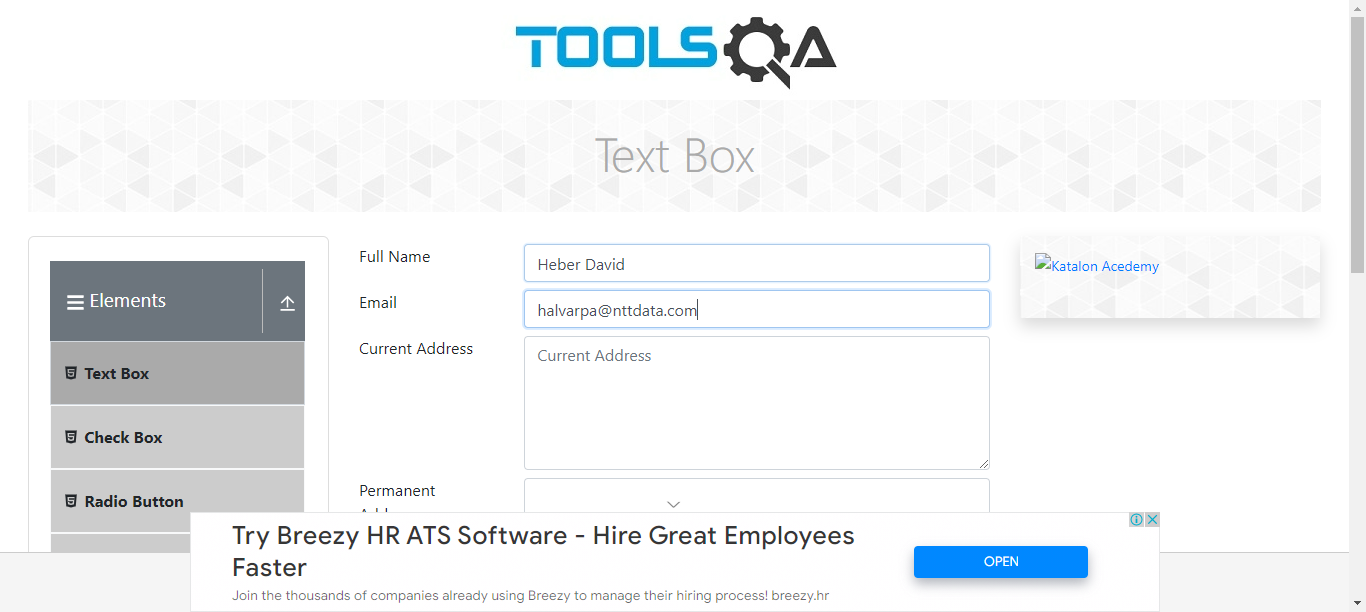 TOOLSQA
Text Box
Elements
Text Box
Check Box
Radio Button
Full Name
Heber David
Email
halvarpa@nttdata.com
Current Address
Current Address
Permanent
Katalon Acedemy
Try Breezy HR ATS Software - Hire Great Employees
Faster
Join the thousands of companies already using Breezy to manage their hiring process! breezy.hr
OPEN